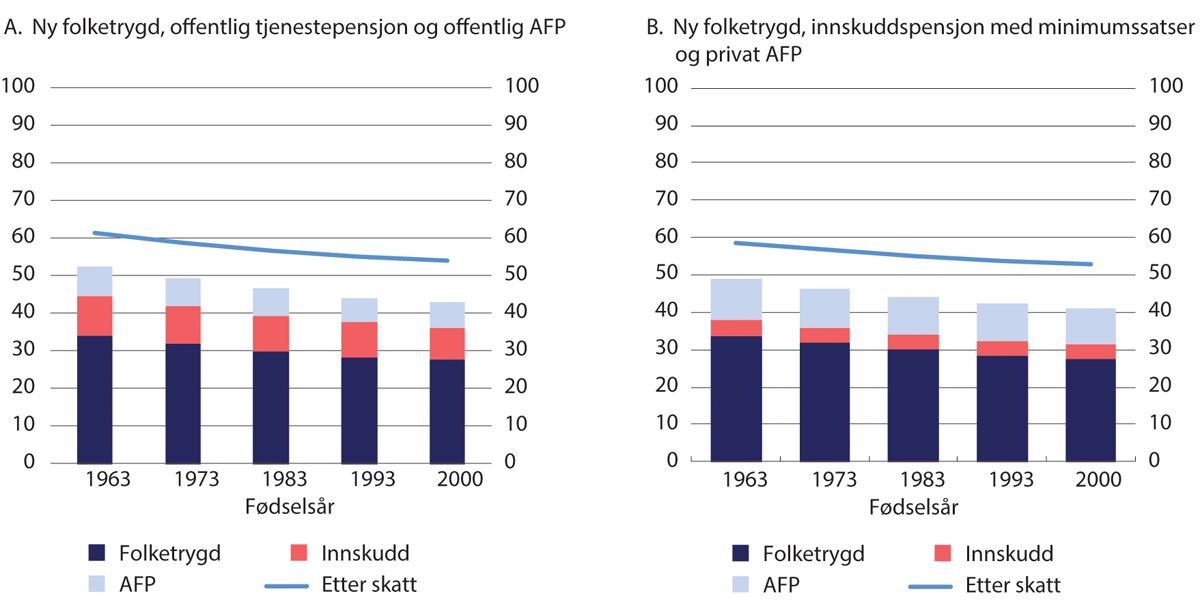 A. Ny folketrygd, offentlig tjenestepensjon og offentlig AFP
100 100
90 90
80 80
70 70
60 60
50 50
40 40
30 30
20 20
10 10
0 0
1963 1973 1983 1993 2000
Fødselsår
Folketrygd Innskudd
AFP Etter skatt
B. Ny folketrygd, innskuddspensjon med minimumssatser
og privat AFP
100 100
90 90
80 80
70 70
60 60
50 50
40 40
30 30
20 20
10 10
0 0
1963 1973 1983 1993 2000
Fødselsår
Folketrygd Innskudd
AFP Etter skatt